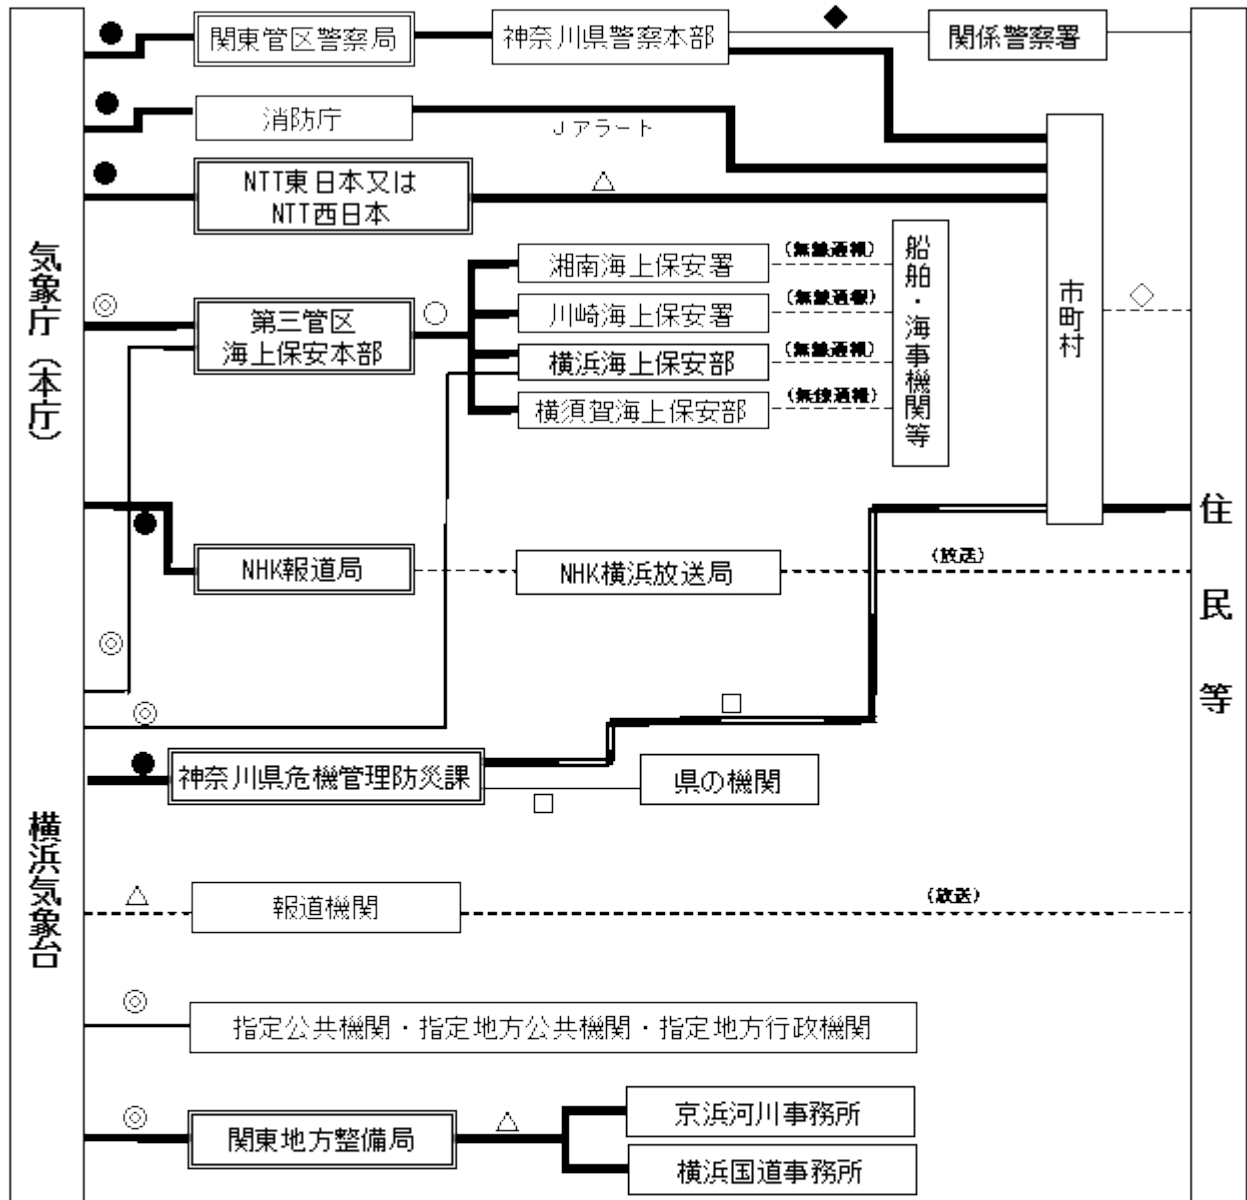 関東管区警察局
神奈川県警察本部
関係警察署
消防庁
Jアラート
NTT東日本又は
NTT西日本
気象庁(本庁)
第三管区
海上保安本部
湘南海上保安署
(無線通報)
川崎海上保安署
(無線通報)
横浜海上保安部
(無線通報)
横須賀海上保安部
(無線通報)
船舶・海事機関等
市町村
NHK報道局
NHK横浜放送局
(放送)
住民等
神奈川県危機管理防災課
県の機関
横浜気象台
報道機関
(放送)
指定公共機関・指定地方公共機関・指定地方行政機関
関東地方整備局
京浜河川事務所
横浜国道事務所